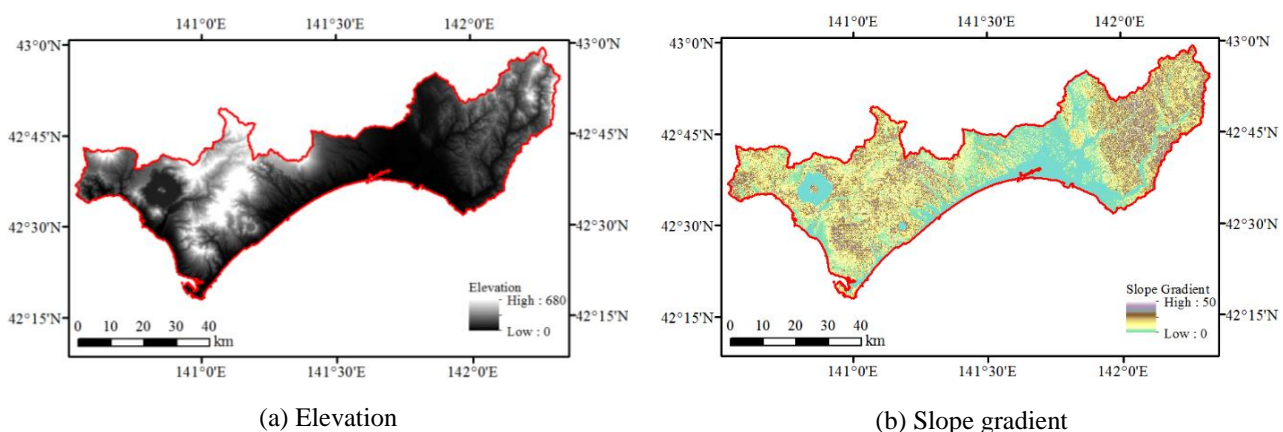 141°0'E 141°30'E 142°0'E
43°0'N 43°0'N
42°45'N 42°45'N
42°30'N 42°30'N
42°15'N 42°15'N
Elevation
High : 680
Low : 0
0 10 20 30 40
km
141°0'E 141°30'E 142°0'E
(a) Elevation
141°0'E 141°30'E 142°0'E
43°0'N 43°0'N
42°45'N 42°45'N
42°30'N 42°30'N
42°15'N 42°15'N
Slope Gradient
High : 50
Low : 0
0 10 20 30 40
km
141°0'E 141°30'E 142°0'E
(b) Slope gradient